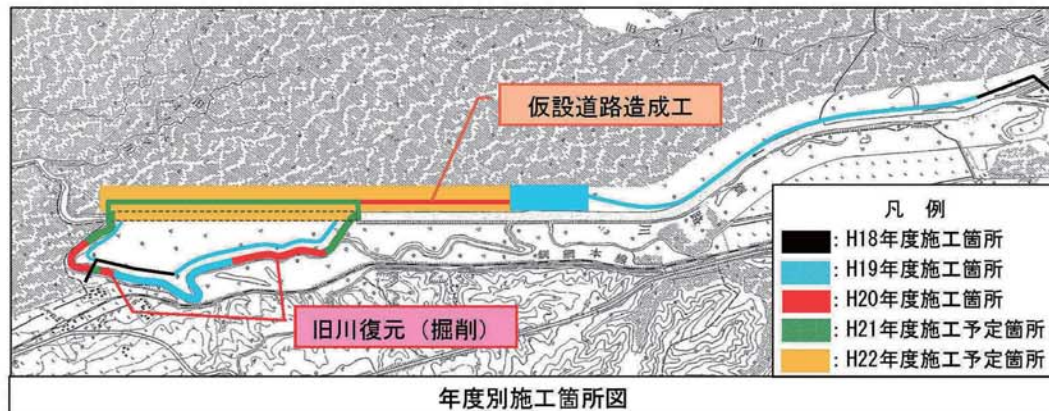 仮設道路造成工
旧川復元（掘削）
凡　例
：H18年度施工箇所
：H19年度施工箇所
：H20年度施工箇所
：H21年度施工予定箇所
：H22年度施工予定箇所
年度別施工箇所図